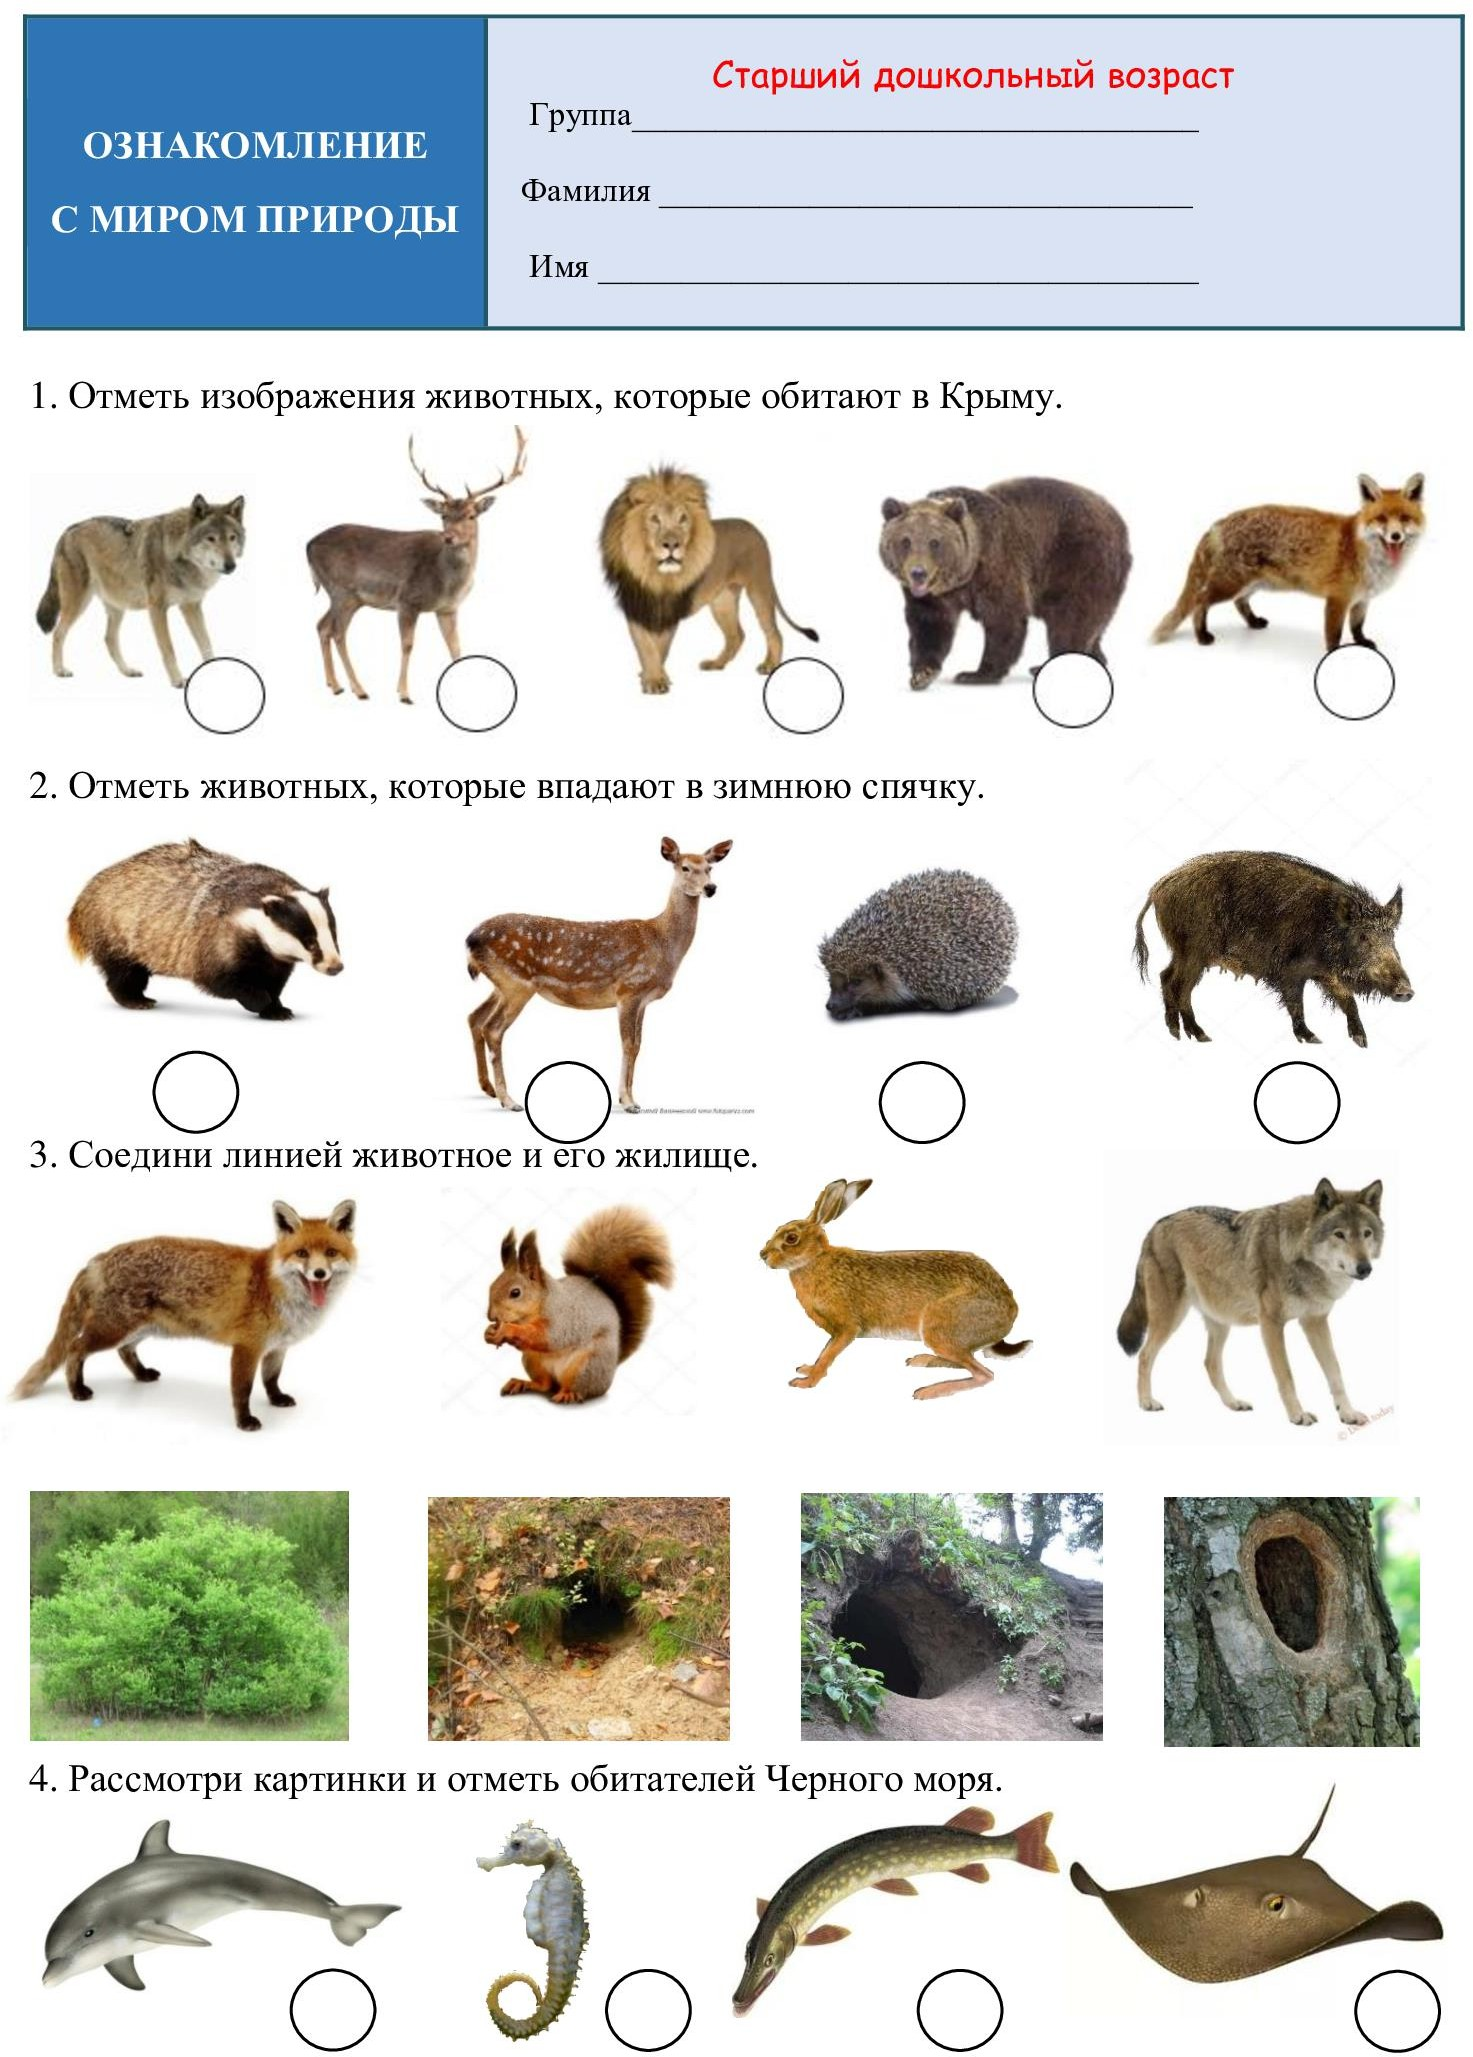 ОЗНАКОМЛЕНИЕ
С МИРОМ ПРИРОДЫ
Старший дошкольный возраст
Группа
Фамилия
Имя
1. Отметь изображения животных, которые обитают в Крыму.
2. Отметь животных, которые впадают в зимнюю спячку.
3. Соедини линией животное и его жилище.
4. Рассмотри картинки и отметь обитателей Черного моря.